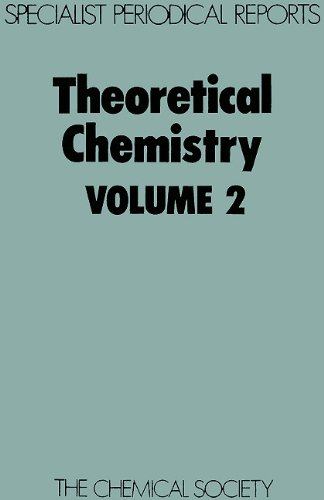 SPECIALIST PERIODICAL REPORTS
Theoretical
Chemistry
VOLUME 2
THE CHEMICAL SOCIETY